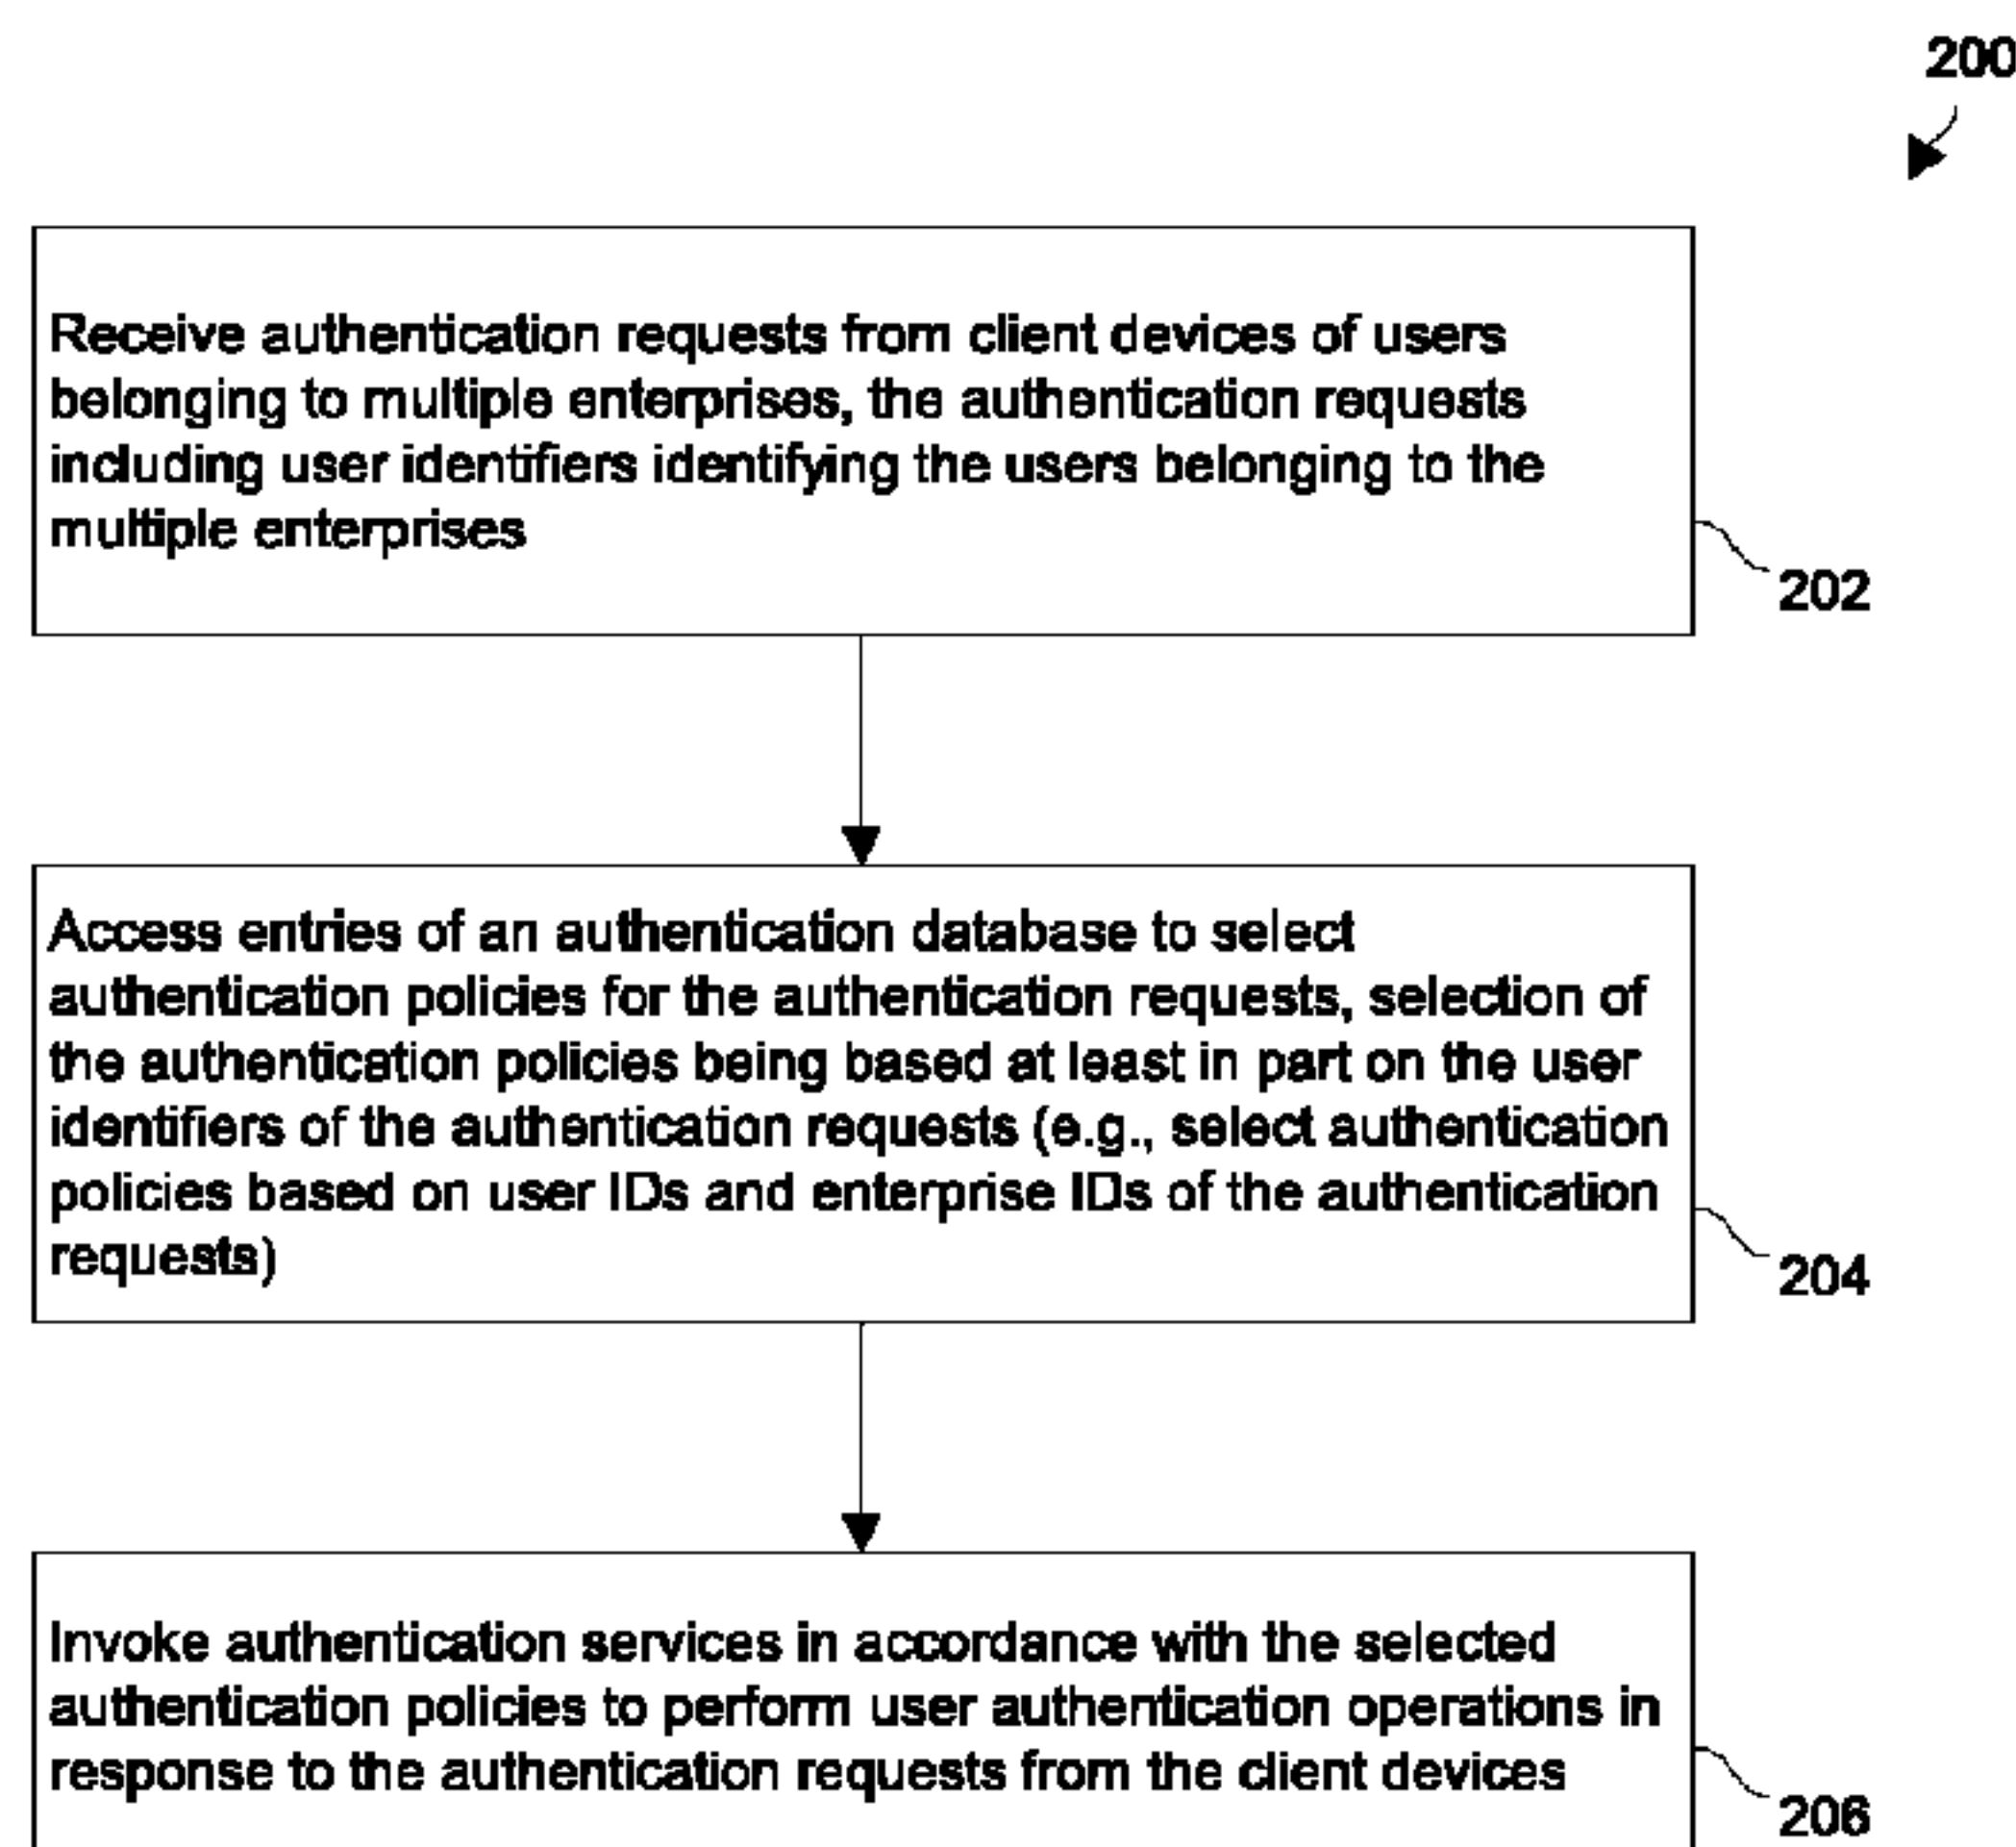 200
Receive authentication requests from client devices of users
belonging to multiple enterprises, the authentication requests
including user identifiers identifying the users belonging to the
multiple enterprises
202
Access entries of an authentication database to select
authentication policies for the authentication requests, selection of
the authentication policies being based at least in part on the user
identifiers of the authentication requests (e.g., select authentication
policies based on user IDs and enterprise IDs of the authentication
requests)
204
Invoke authentication services in accordance with the selected
authentication policies to perform user authentication operations in
response to the authentication requests from the client devices
206